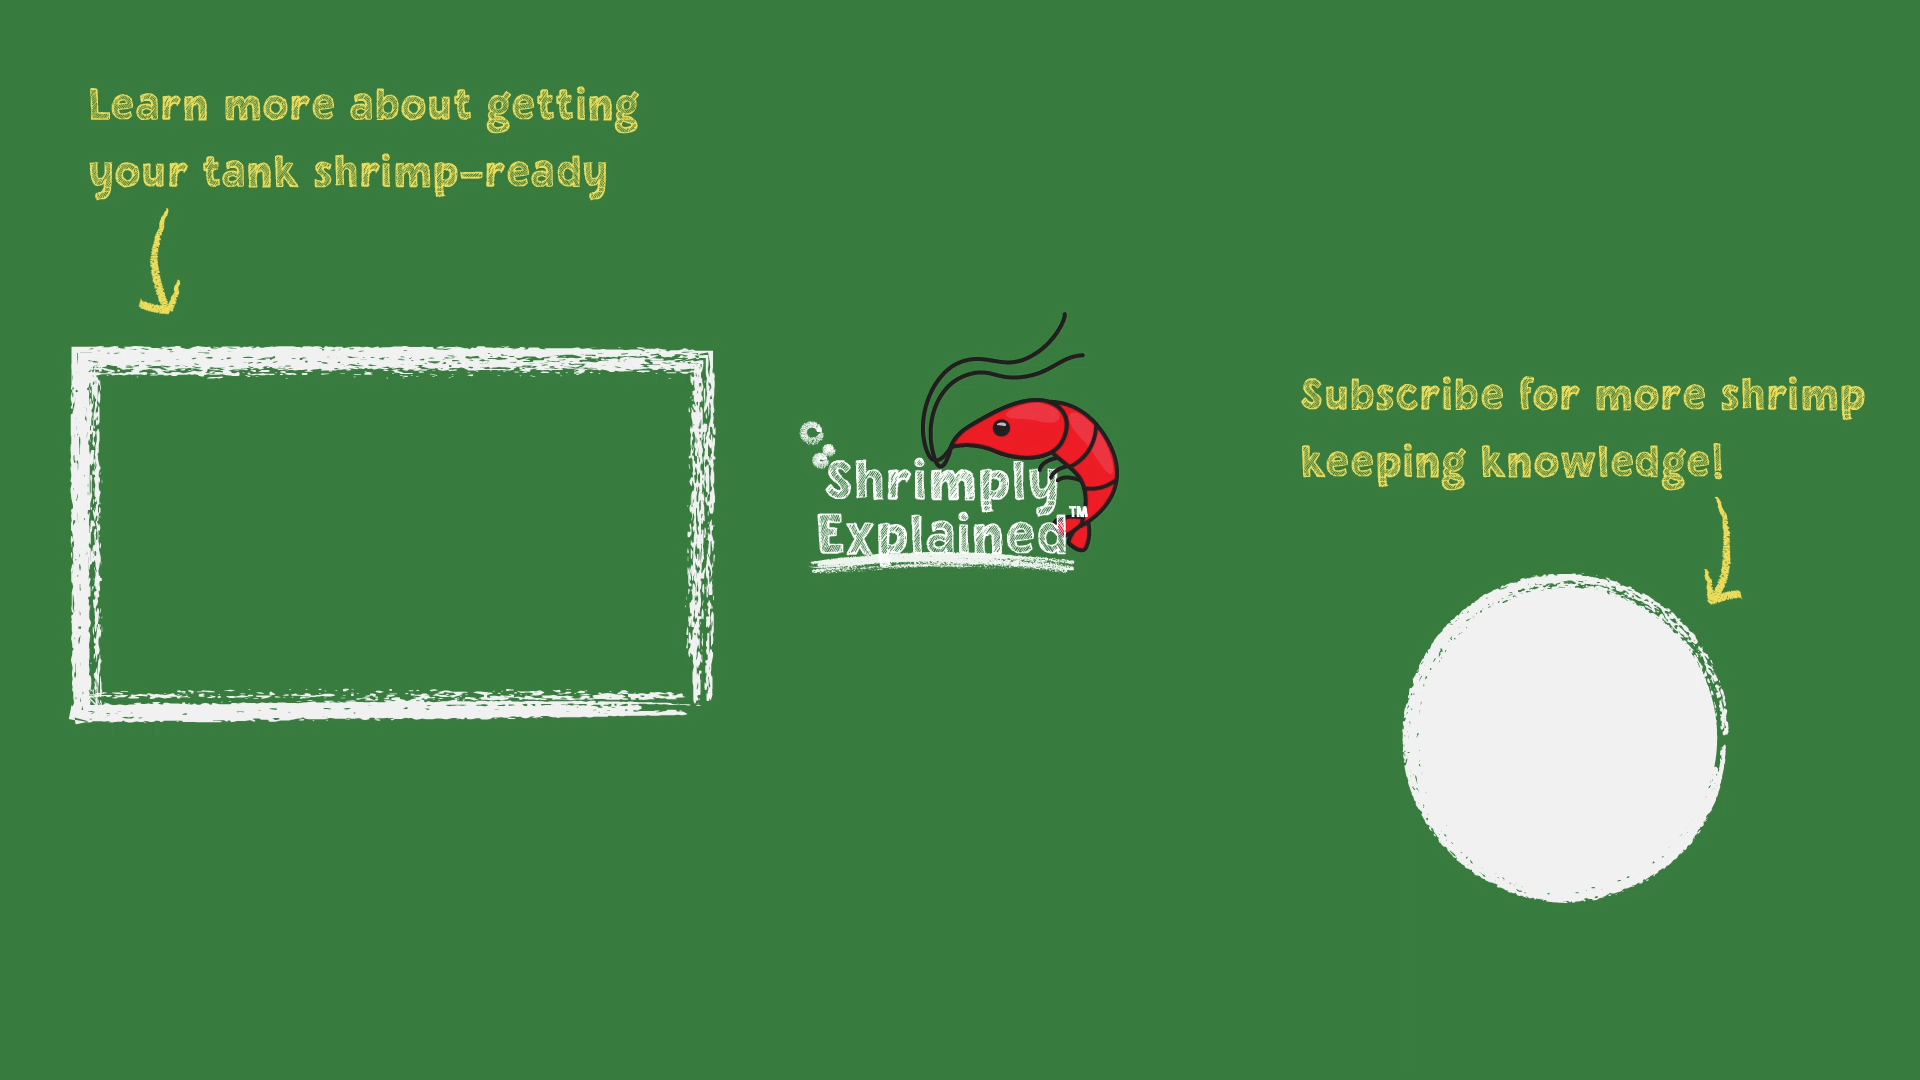 Learn more about getting
your tank shrimp-ready
Shrimply
Explained™
Subscribe for more shrimp
keeping knowledge!